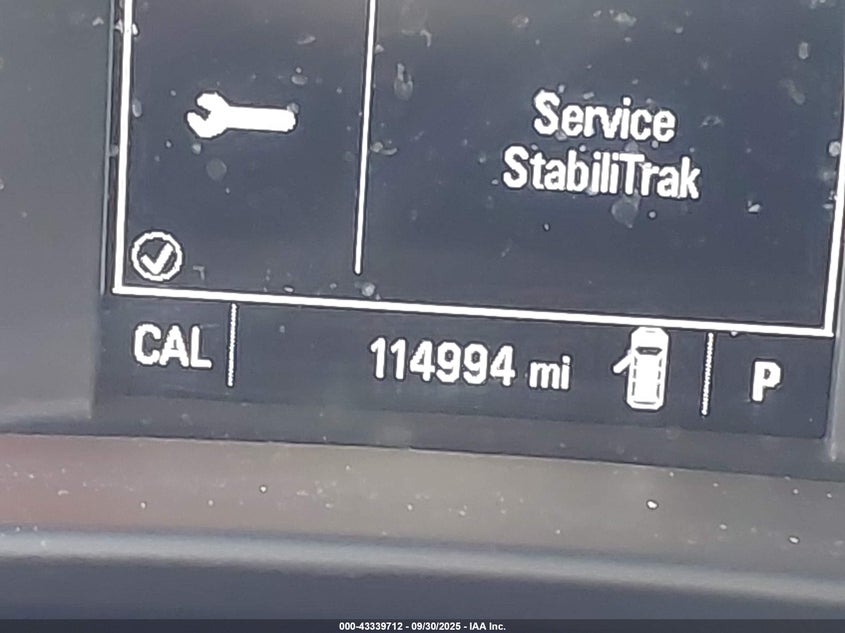 Service
StabiliTrak
CAL 114994 mi P
000-43339712 - 09/30/2025 - IAA Inc.